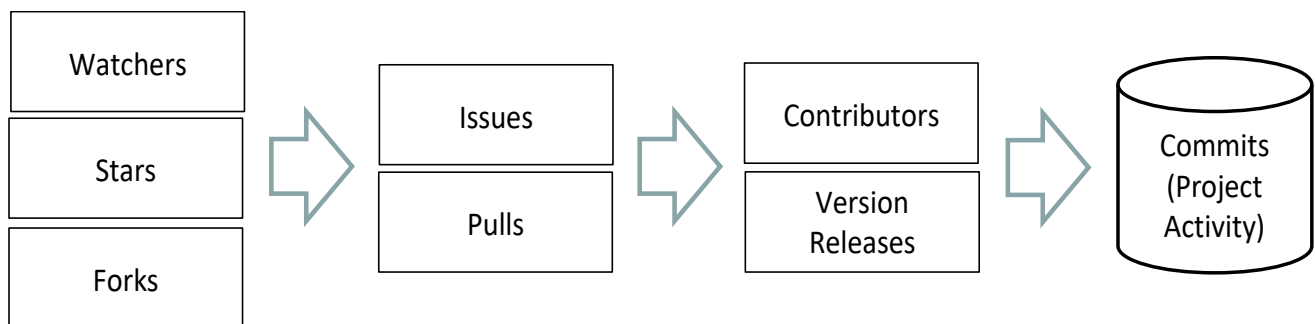 Watchers
Stars
Forks
Issues
Pulls
Contributors
Version
Releases
Commits
(Project
Activity)